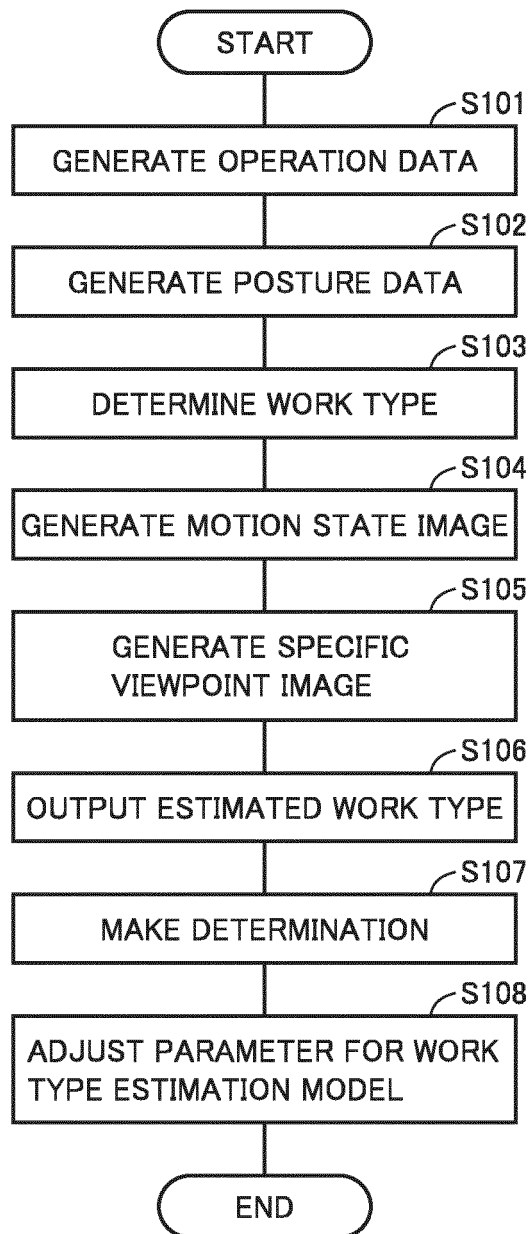 START
S101
GENERATE OPERATION DATA
S102
GENERATE POSTURE DATA
S103
DETERMINE WORK TYPE
S104
GENERATE MOTION STATE IMAGE
S105
GENERATE SPECIFIC
VIEWPOINT IMAGE
S106
OUTPUT ESTIMATED WORK TYPE
S107
MAKE DETERMINATION
S108
ADJUST PARAMETER FOR WORK
TYPE ESTIMATION MODEL
END